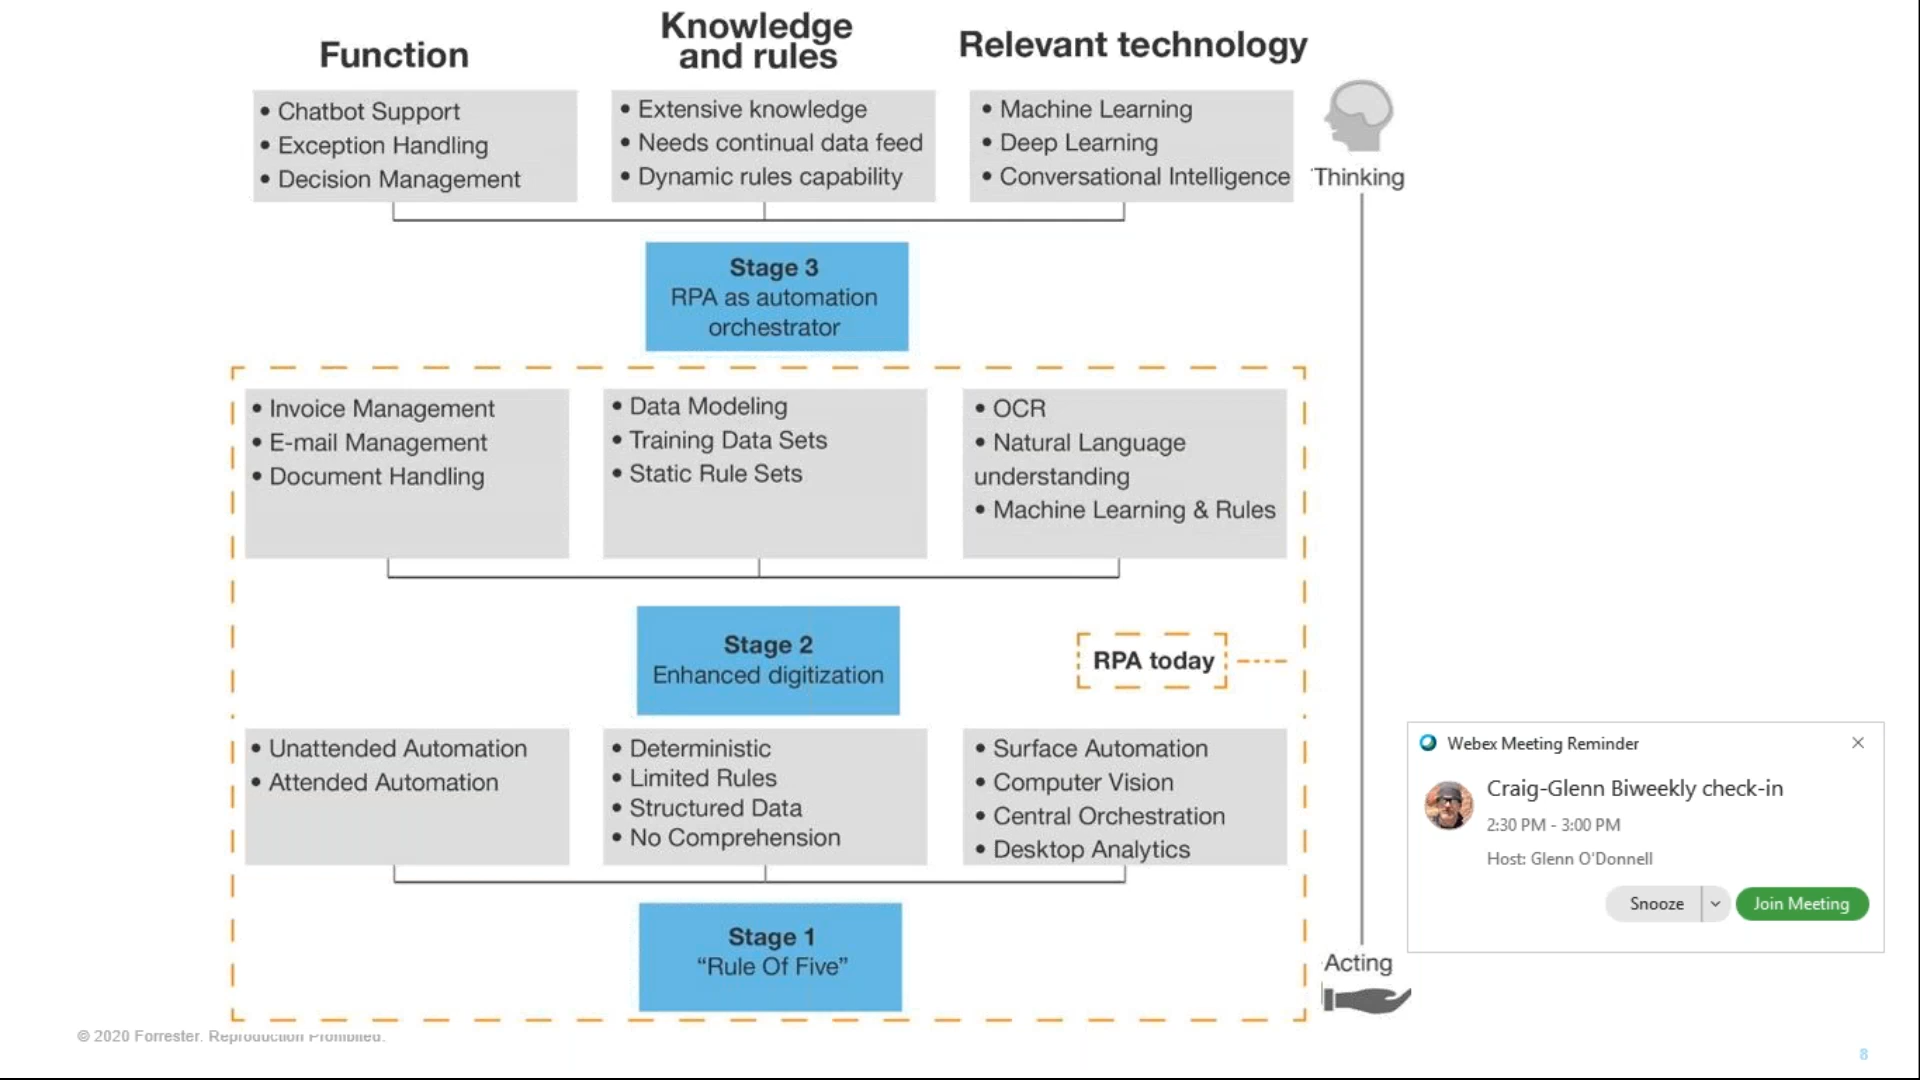 Function
Knowledge
and rules
Relevant technology
• Chatbot Support
• Exception Handling
• Decision Management
• Extensive knowledge
• Needs continual data feed
• Dynamic rules capability
• Machine Learning
• Deep Learning
• Conversational Intelligence
Thinking
Stage 3
RPA as automation
orchestrator
• Invoice Management
• E-mail Management
• Document Handling
• Data Modeling
• Training Data Sets
• Static Rule Sets
• OCR
• Natural Language
understanding
• Machine Learning & Rules
Stage 2
Enhanced digitization
RPA today
• Unattended Automation
• Attended Automation
• Deterministic
• Limited Rules
• Structured Data
• No Comprehension
• Surface Automation
• Computer Vision
• Central Orchestration
• Desktop Analytics
Stage 1
“Rule Of Five”
Acting
Webex Meeting Reminder
Craig-Glenn Biweekly check-in
2:30 PM - 3:00 PM
Host: Glenn O'Donnell
Snooze
Join Meeting
© 2020 Forrester. Reproduction Prohibited.
8